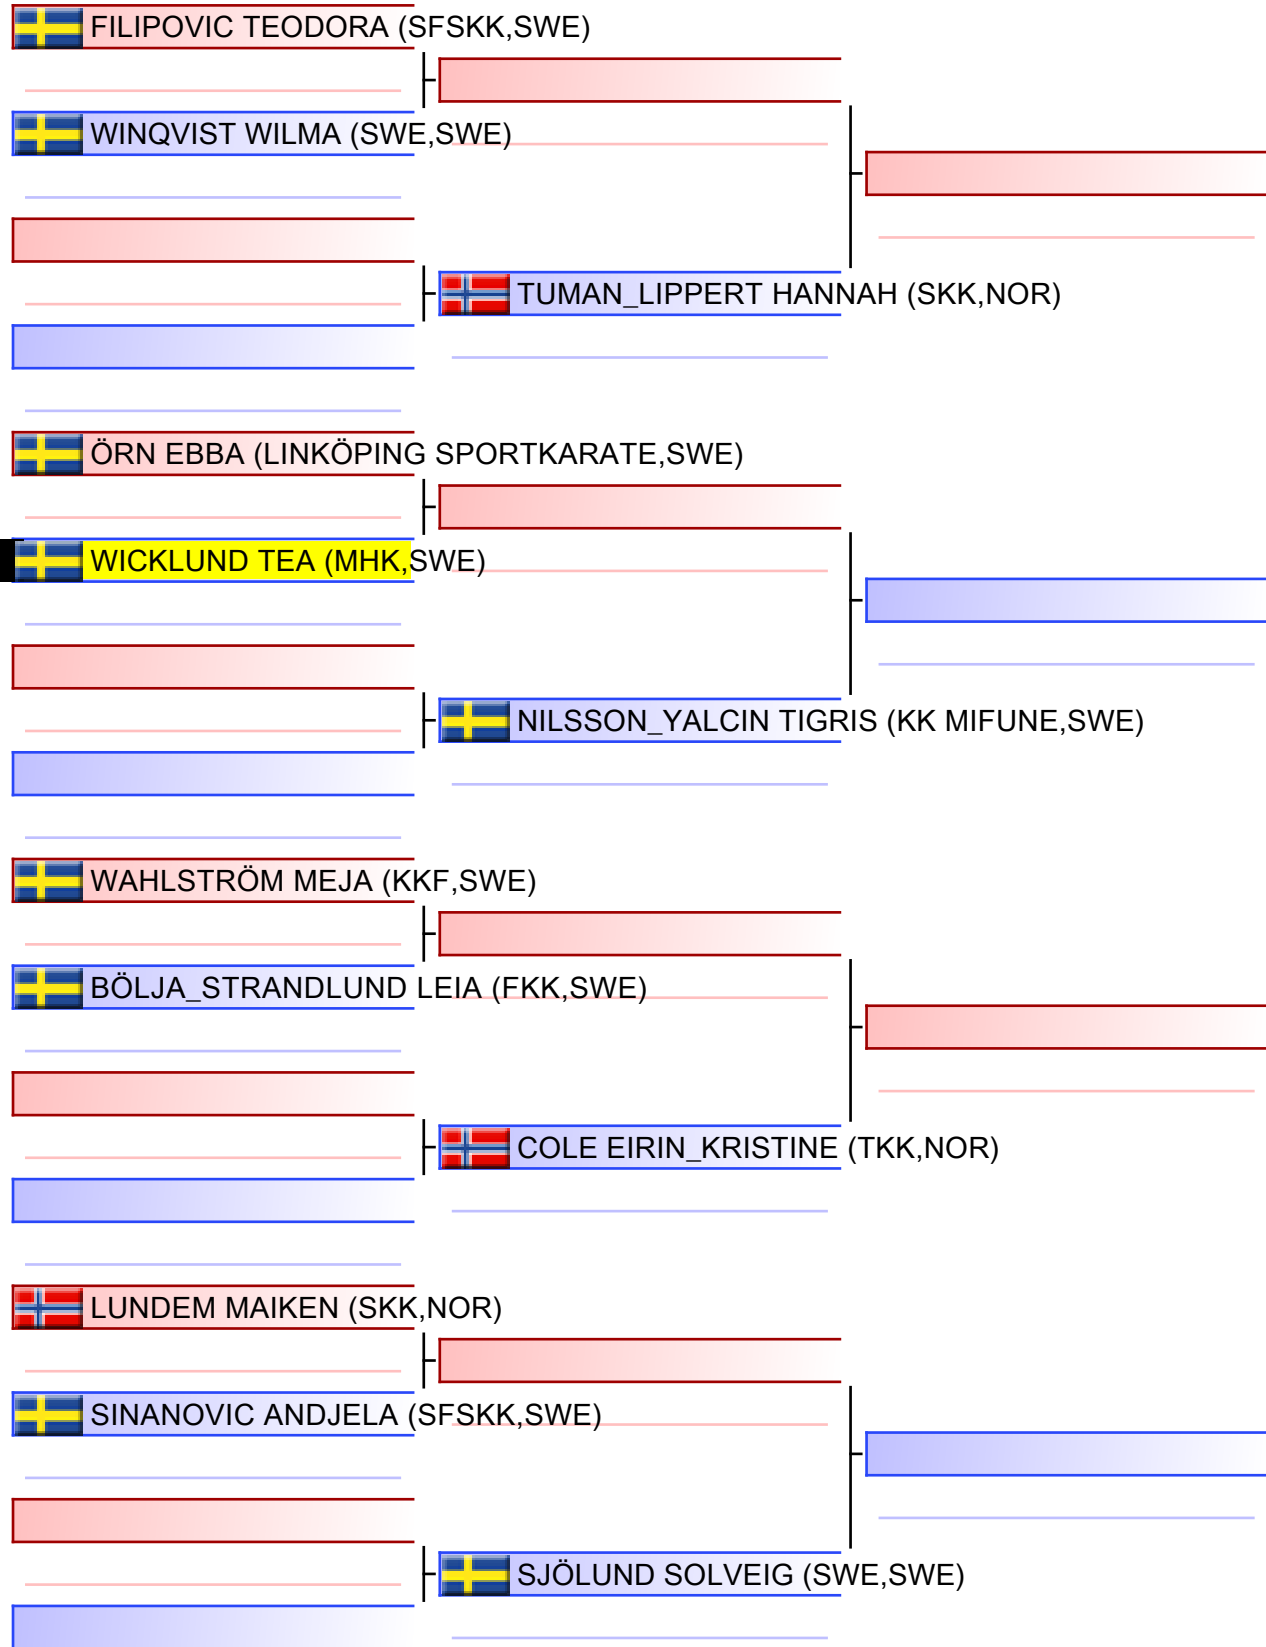 FILIPOVIC TEODORA (SFSKK,SWE)
WINQVIST WILMA (SWE,SWE)
TUMAN_LIPPERT HANNAH (SKK,NOR)
ÖRN EBBA (LINKÖPING SPORTKARATE,SWE)
WICKLUND TEA (MHK,SWE)
NILSSON_YALCIN TIGRIS (KK MIFUNE,SWE)
WAHLSTRÖM MEJA (KKF,SWE)
BÖLJA_STRANDLUND LEIA (FKK,SWE)
COLE EIRIN_KRISTINE (TKK,NOR)
LUNDEM MAIKEN (SKK,NOR)
SINANOVIC ANDJELA (SFSKK,SWE)
SJÖLUND SOLVEIG (SWE,SWE)